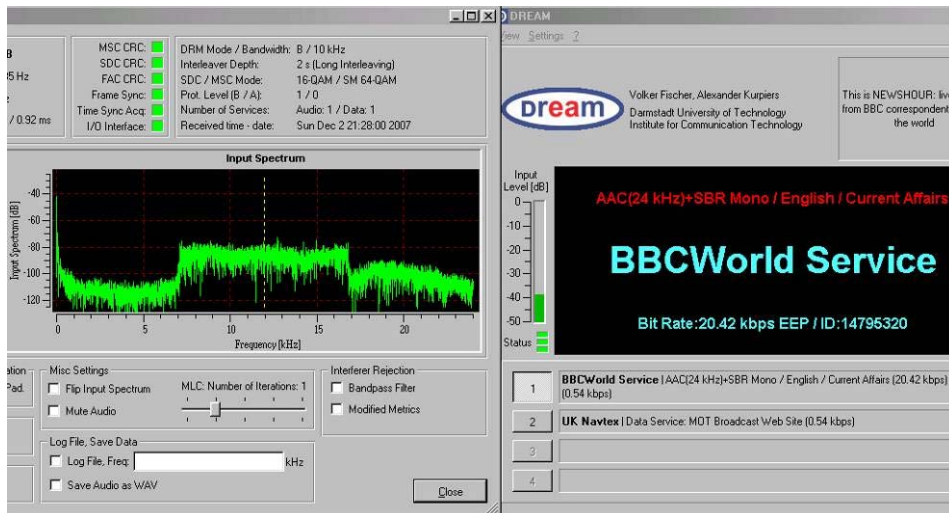 B
25 Hz
z
/ 0.92 ms
MSC CRC:
SDC CRC:
FAC CRC:
Frame Sync:
Time Sync Acq:
I/O Interface:
DRM Mode / Bandwidth: B / 10 kHz
Interleaver Depth: 2 s (Long Interleaving)
SDC / MSC Mode: 16-QAM / SM 64-QAM
Prot. Level (B / A): 1 / 0
Number of Services: Audio: 1 / Data: 1
Received time - date: Sun Dec 2 21:28:00 2007
Input Spectrum
Input Spectrum [dB]
-40
-60
-80
-100
-120
0 5 10 15 20
Frequency [kHz]
ation
Pad.
Misc Settings
Flip Input Spectrum
Mute Audio
MLC: Number of Iterations: 1
Interferer Rejection
Bandpass Filter
Modified Metrics
Log File, Save Data
Log File, Freq: kHz
Save Audio as WAV
Close
DREAM
View Settings ?
Dream
Volker Fischer, Alexander Kurpiers
Darmstadt University of Technology
Institute for Communication Technology
This is NEWSHOUR: live
from BBC correspondent
the world
Input
Level [dB]
0
-10
-20
-30
-40
-50
Status
AAC(24 kHz)+SBR Mono / English / Current Affairs
BBCWorld Service
Bit Rate:20.42 kbps EEP / ID:14795320
1 BBCWorld Service | AAC(24 kHz)+SBR Mono / English / Current Affairs (20.42 kbps)
(0.54 kbps)
2 UK Navtex | Data Service: MOT Broadcast Web Site (0.54 kbps)
3
4